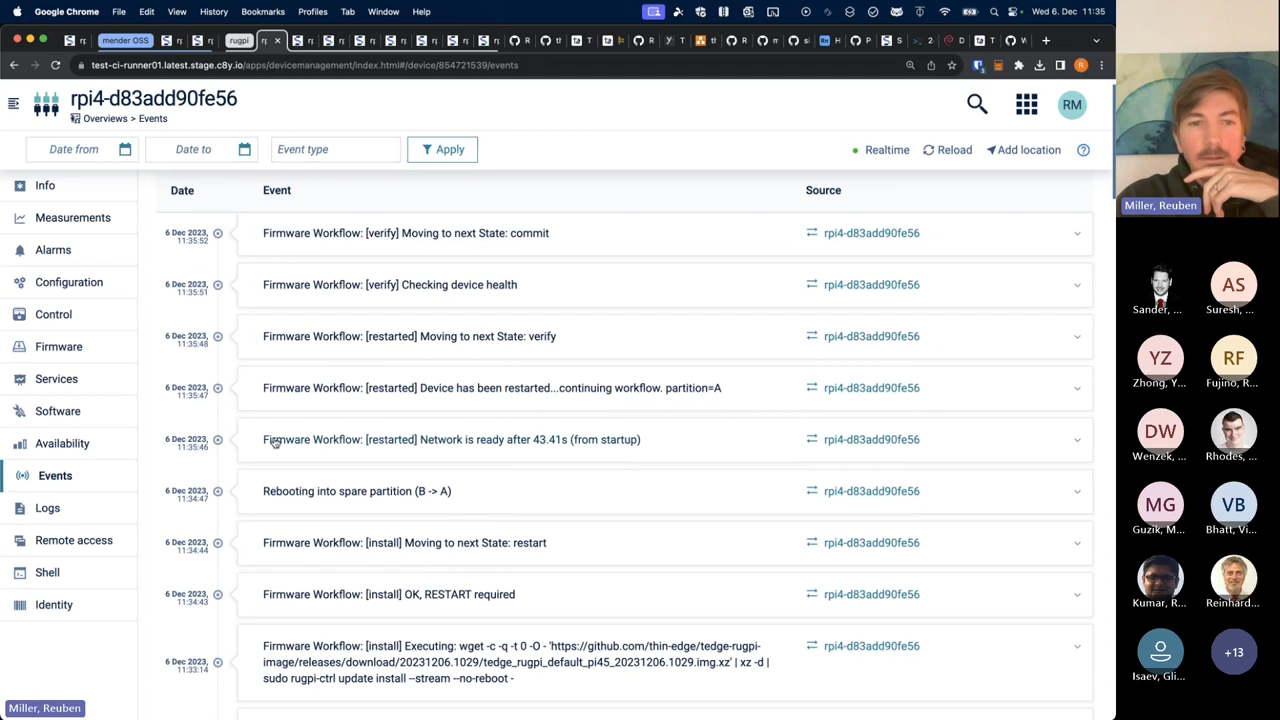 Google Chrome File Edit View History Bookmarks Profiles Tab Window Help Wed 6. Dec 11:35
mender OSS rugpi
test-ci-runner01.latest.stage.c8y.io/apps/devicemanagement/index.html#/device/854721539/events
rpi4-d83add90fe56
Overviews > Events
RM
Date from Date to Event type Apply Realtime Reload Add location
Info
Measurements
Alarms
Configuration
Control
Firmware
Services
Software
Availability
Events
Logs
Remote access
Shell
Identity
Date Event Source
6 Dec 2023, 11:35:52 Firmware Workflow: [verify] Moving to next State: commit rpi4-d83add90fe56
6 Dec 2023, 11:35:51 Firmware Workflow: [verify] Checking device health rpi4-d83add90fe56
6 Dec 2023, 11:35:48 Firmware Workflow: [restarted] Moving to next State: verify rpi4-d83add90fe56
6 Dec 2023, 11:35:47 Firmware Workflow: [restarted] Device has been restarted...continuing workflow. partition=A rpi4-d83add90fe56
6 Dec 2023, 11:35:46 Firmware Workflow: [restarted] Network is ready after 43.41s (from startup) rpi4-d83add90fe56
6 Dec 2023, 11:34:47 Rebooting into spare partition (B -> A) rpi4-d83add90fe56
6 Dec 2023, 11:34:44 Firmware Workflow: [install] Moving to next State: restart rpi4-d83add90fe56
6 Dec 2023, 11:34:43 Firmware Workflow: [install] OK, RESTART required rpi4-d83add90fe56
6 Dec 2023, 11:33:14 Firmware Workflow: [install] Executing: wget -c -q -t 0 -O - 'https://github.com/thin-edge/tedge-rugpi- rpi4-d83add90fe56
image/releases/download/20231206.1029/tedge_rugpi_default_pi45_20231206.1029.img.xz' | xz -d |
sudo rugpi-ctrl update install --stream --no-reboot -
Miller, Reuben
Miller, Reuben
AS
Sander, ... Suresh, ...
YZ RF
Zhong, Y... Fujino, R...
DW
Wenzek, ... Rhodes, ...
MG VB
Guzik, M... Bhatt, Vi...
Kumar, R... Reinhard...
+13
Isaev, Gli...